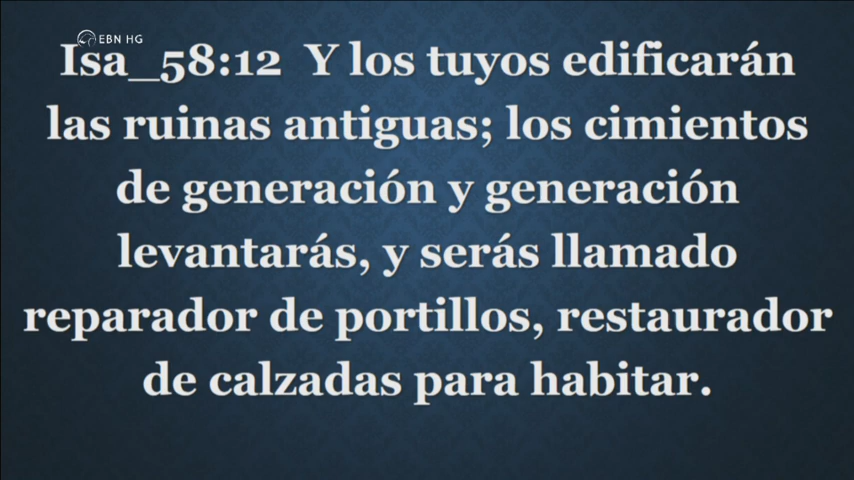 EBN HG
Isa_58:12 Y los tuyos edificarán
las ruinas antiguas; los cimientos
de generación y generación
levantarás, y serás llamado
reparador de portillos, restaurador
de calzadas para habitar.